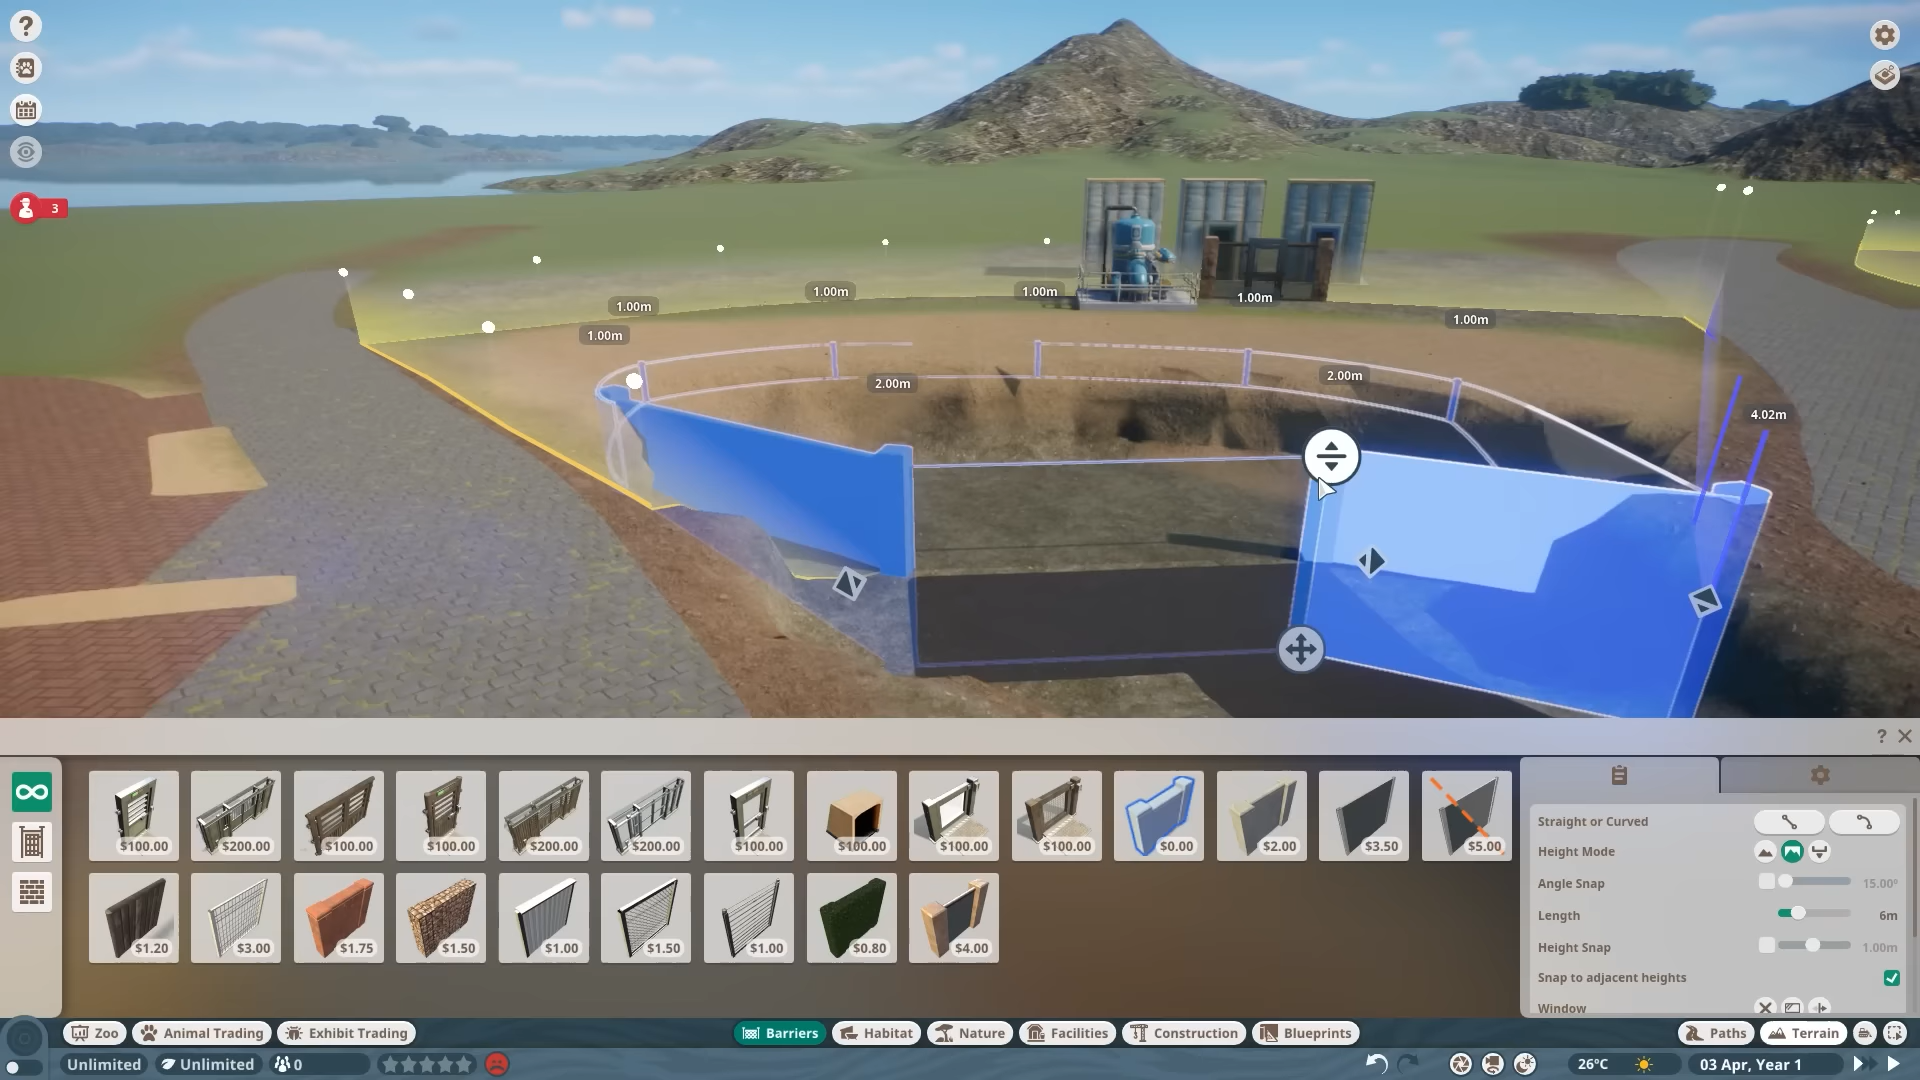 ?
3
1.00m
1.00m
1.00m
1.00m
1.00m
1.00m
2.00m
2.00m
4.02m
?
$100.00 $200.00 $100.00 $100.00 $200.00 $200.00 $100.00 $100.00 $100.00 $100.00 $0.00 $2.00 $3.50 $5.00
$1.20 $3.00 $1.75 $1.50 $1.00 $1.50 $1.00 $0.80 $4.00
Straight or Curved
Height Mode
Angle Snap 15.00°
Length 6m
Height Snap 1.00m
Snap to adjacent heights
Window
Zoo Animal Trading Exhibit Trading Barriers Habitat Nature Facilities Construction Blueprints Paths Terrain
Unlimited Unlimited 0 26°C 03 Apr, Year 1